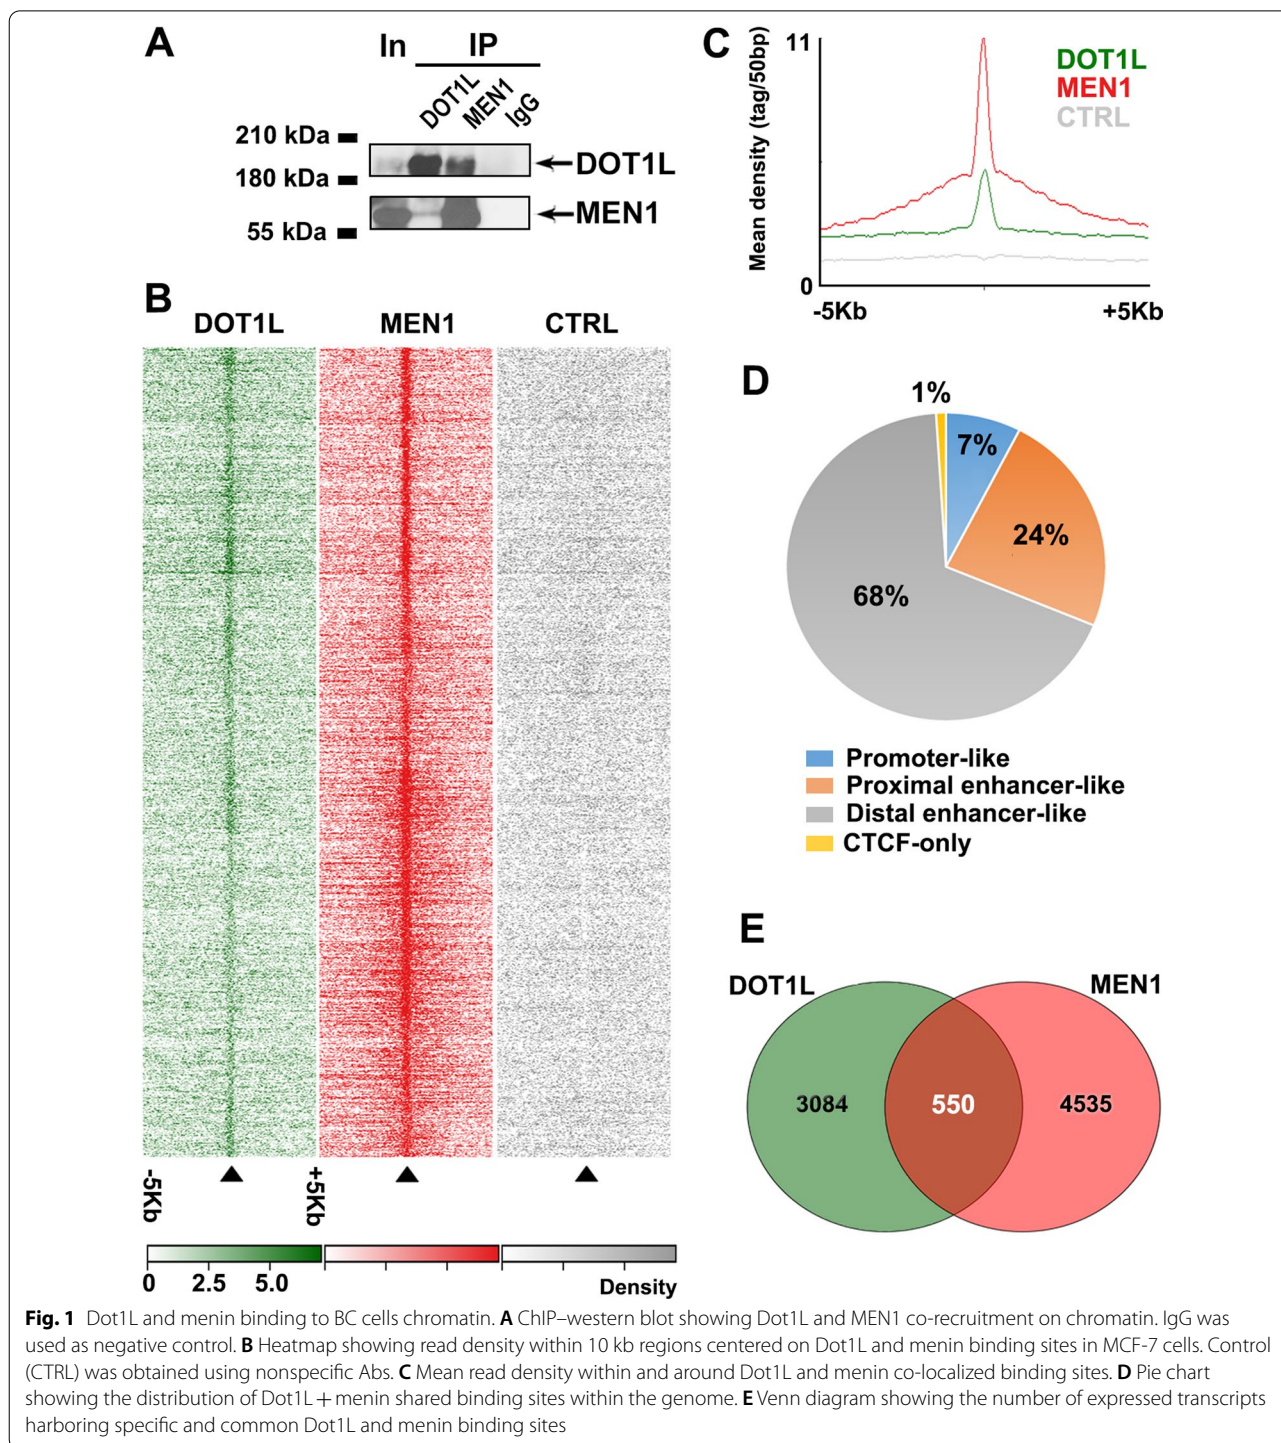 A
In IP
DOT1L MEN1 IgG
210 kDa
180 kDa
55 kDa
DOT1L
MEN1
B
DOT1L MEN1 CTRL
-5Kb +5Kb
0 2.5 5.0 Density
C
Mean density (tag/50bp)
11
0
DOT1L
MEN1
CTRL
-5Kb +5Kb
D
1%
7%
24%
68%
Promoter-like
Proximal enhancer-like
Distal enhancer-like
CTCF-only
E
DOT1L MEN1
3084 550 4535
Fig. 1 Dot1L and menin binding to BC cells chromatin. A ChIP–western blot showing Dot1L and MEN1 co-recruitment on chromatin. IgG was
used as negative control. B Heatmap showing read density within 10 kb regions centered on Dot1L and menin binding sites in MCF-7 cells. Control
(CTRL) was obtained using nonspecific Abs. C Mean read density within and around Dot1L and menin co-localized binding sites. D Pie chart
showing the distribution of Dot1L + menin shared binding sites within the genome. E Venn diagram showing the number of expressed transcripts
harboring specific and common Dot1L and menin binding sites